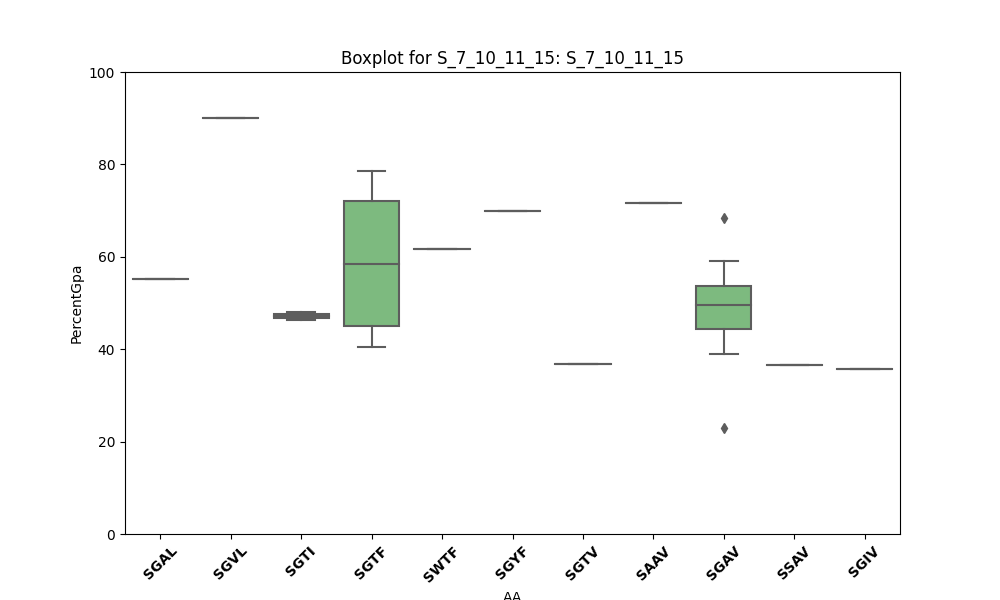 Boxplot for S_7_10_11_15: S_7_10_11_15
PercentGpa
100
80
60
40
20
0
SGAL
SGVL
SGTI
SGTF
SWTF
SGYF
SGTV
SAAV
SGAV
SSAV
SGIV
AA